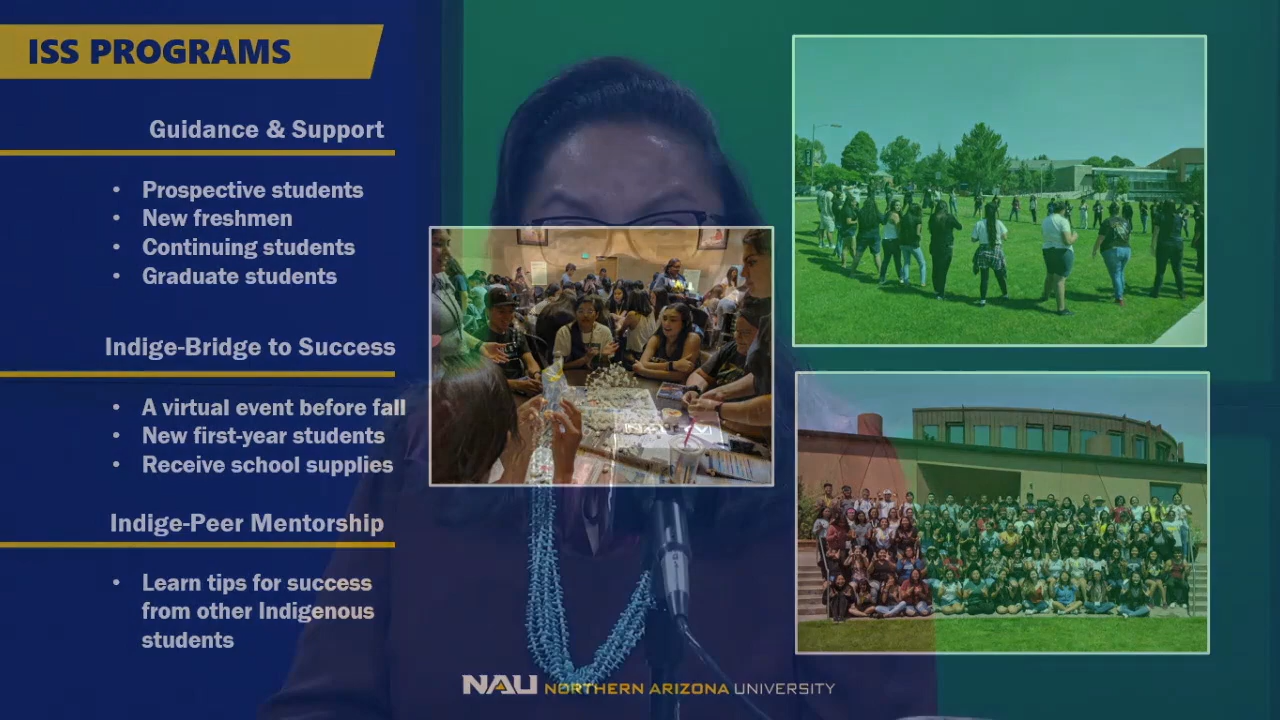 ISS PROGRAMS
Guidance & Support
• Prospective students
• New freshmen
• Continuing students
• Graduate students
Indige-Bridge to Success
• A virtual event before fall
• New first-year students
• Receive school supplies
Indige-Peer Mentorship
• Learn tips for success
from other Indigenous
students
NAU NORTHERN ARIZONA UNIVERSITY